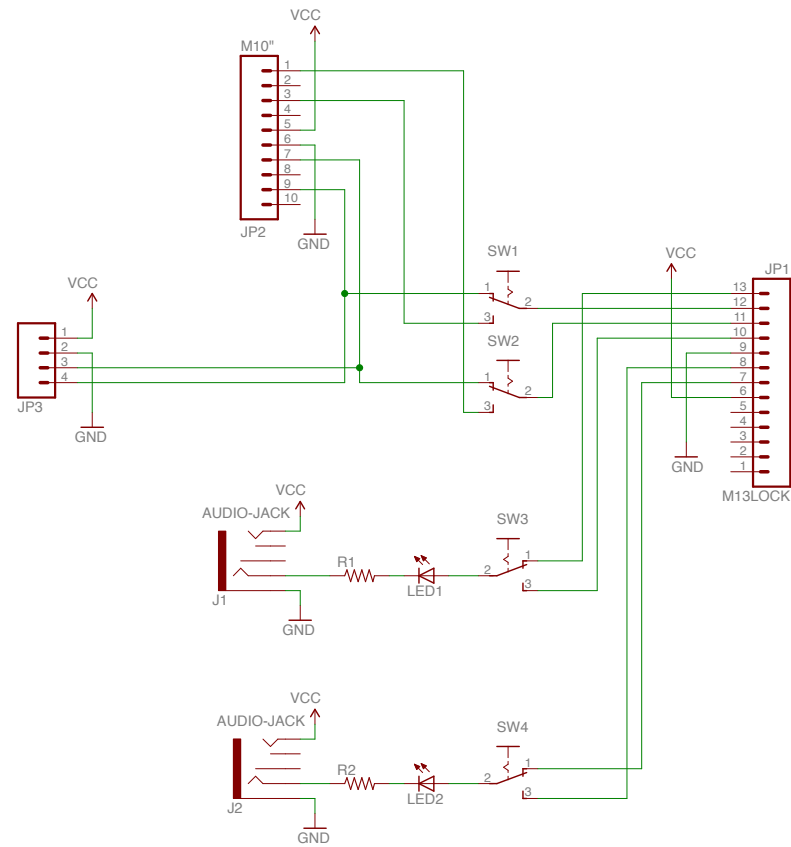 VCC
M10"
1
2
3
4
5
6
7
8
9
10
JP2
GND
SW1
1
2
3
SW2
1
2
3
VCC
JP1
13
12
11
10
9
8
7
6
5
4
3
2
1
GND
M13LOCK
VCC
1
2
3
4
JP3
GND
VCC
AUDIO-JACK
J1
GND
R1
LED1
SW3
2
1
3
VCC
AUDIO-JACK
J2
GND
R2
LED2
SW4
2
1
3